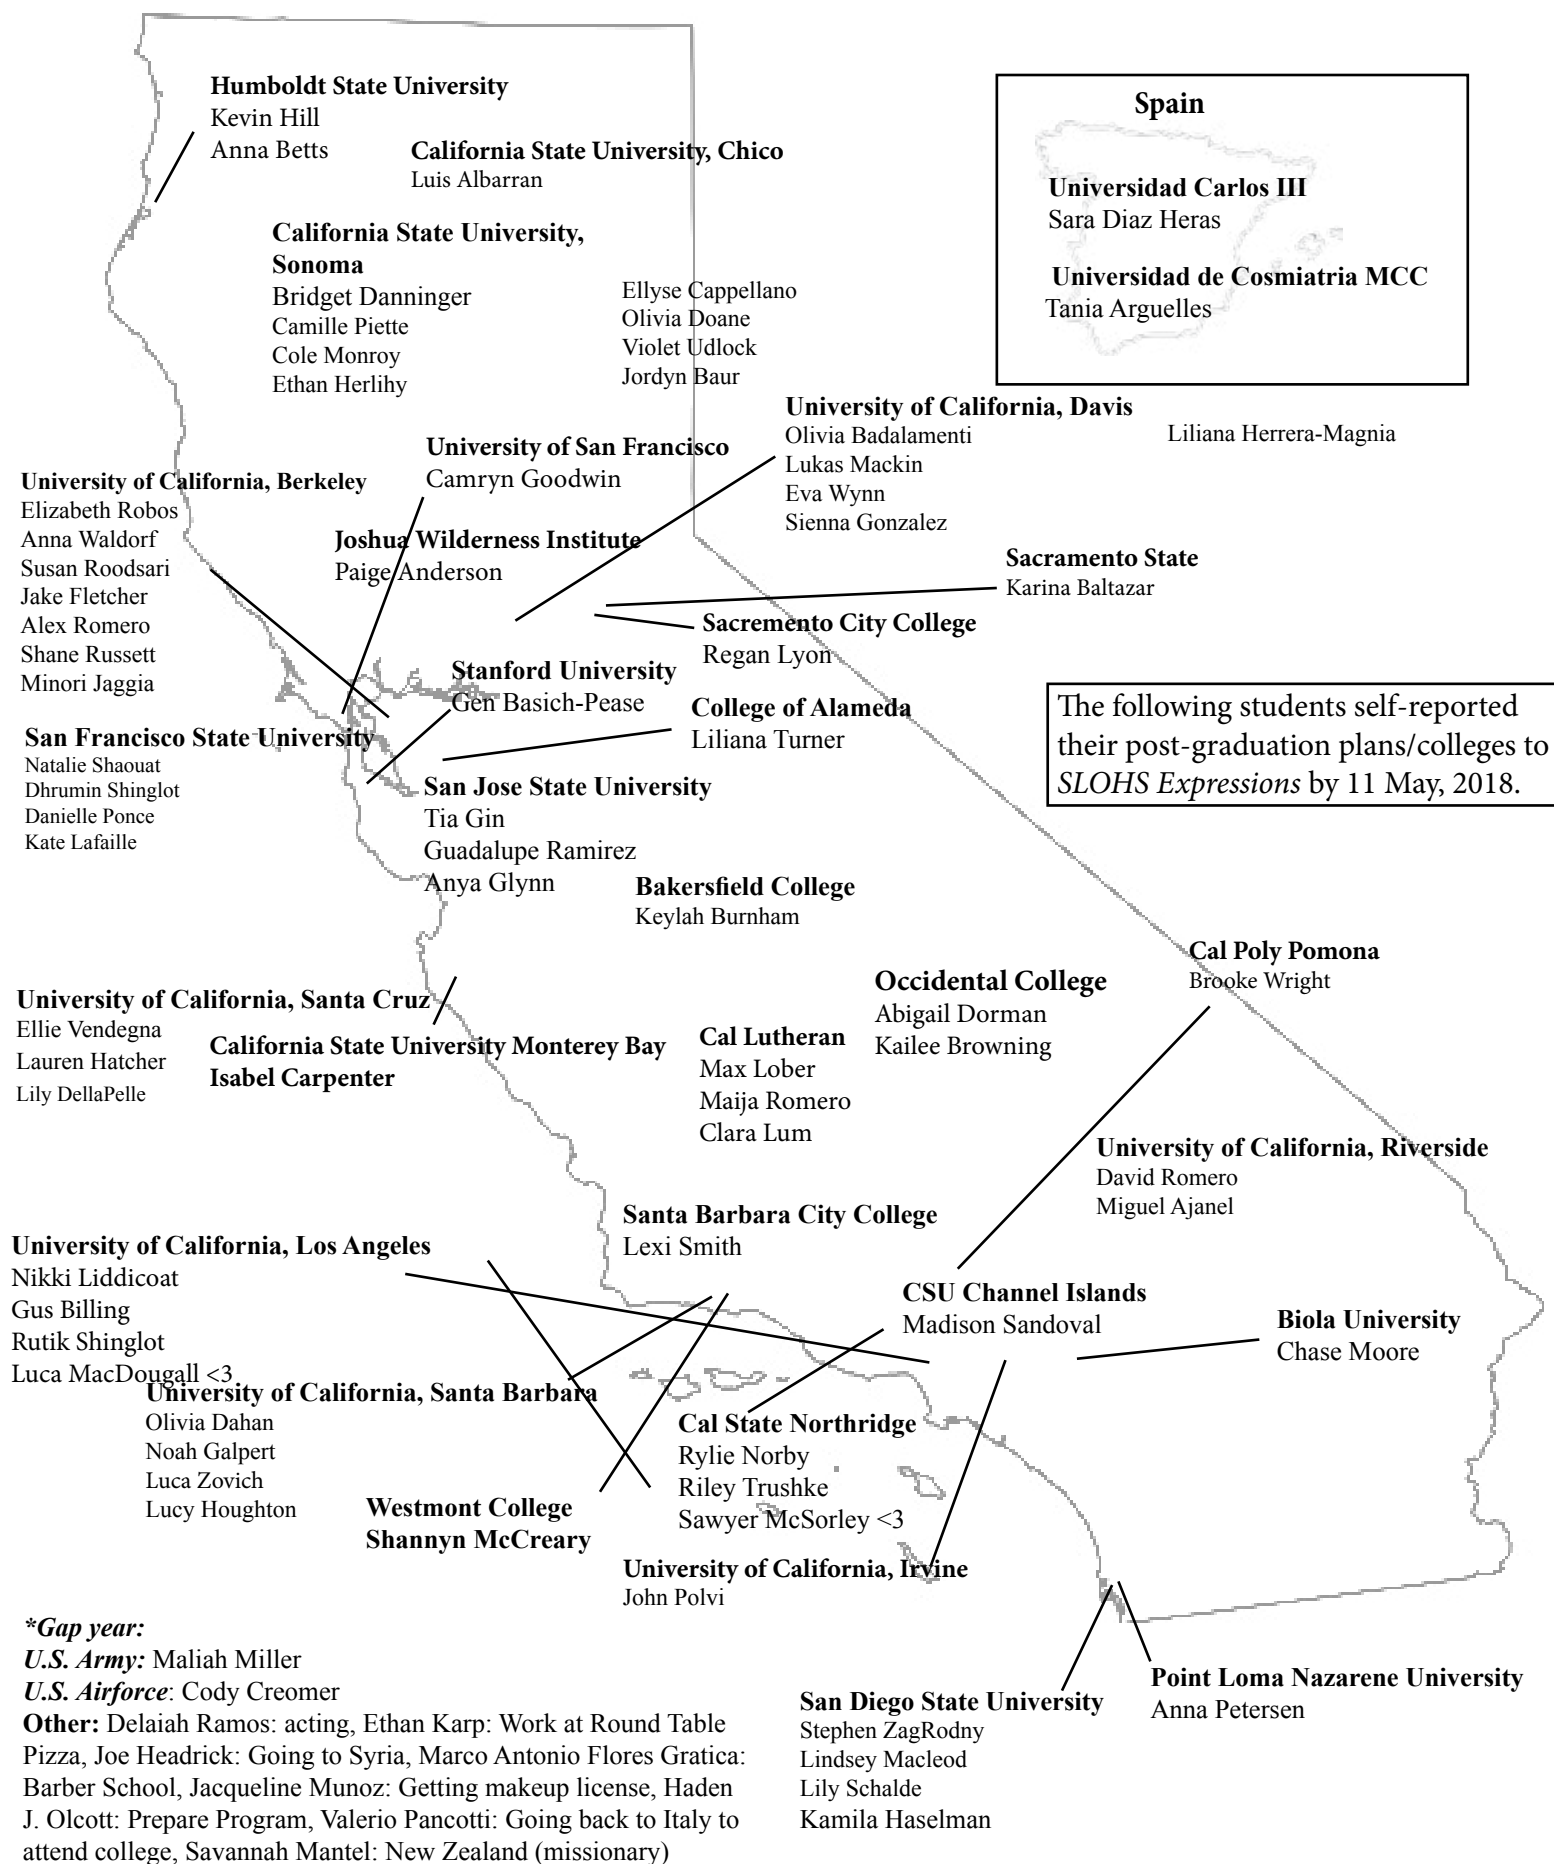 Humboldt State University
Kevin Hill
Anna Betts
California State University, Chico
Luis Albarran
Spain
Universidad Carlos III
Sara Diaz Heras
Universidad de Cosmiatria MCC
Tania Arguelles
California State University,
Sonoma
Bridget Danninger
Camille Piette
Cole Monroy
Ethan Herlihy
Ellyse Cappellano
Olivia Doane
Violet Udlock
Jordyn Baur
University of California, Davis
Olivia Badalamenti
Lukas Mackin
Eva Wynn
Sienna Gonzalez
Liliana Herrera-Magnia
University of San Francisco
Camryn Goodwin
University of California, Berkeley
Elizabeth Robos
Anna Waldorf
Susan Roodsari
Jake Fletcher
Alex Romero
Shane Russett
Minori Jaggia
Joshua Wilderness Institute
Paige Anderson
Sacramento State
Karina Baltazar
Sacremento City College
Regan Lyon
Stanford University
Gen Basich-Pease
College of Alameda
Liliana Turner
The following students self-reported
their post-graduation plans/colleges to
SLOHS Expressions by 11 May, 2018.
San Francisco State University
Natalie Shaouat
Dhrumin Shinglot
Danielle Ponce
Kate Lafaille
San Jose State University
Tia Gin
Guadalupe Ramirez
Anya Glynn
Bakersfield College
Keylah Burnham
Cal Poly Pomona
Brooke Wright
Occidental College
Abigail Dorman
Kailee Browning
University of California, Santa Cruz
Ellie Vendegna
Lauren Hatcher
Lily DellaPelle
California State University Monterey Bay
Isabel Carpenter
Cal Lutheran
Max Lober
Maija Romero
Clara Lum
University of California, Riverside
David Romero
Miguel Ajanel
Santa Barbara City College
Lexi Smith
University of California, Los Angeles
Nikki Liddicoat
Gus Billing
Rutik Shinglot
Luca MacDougall <3
CSU Channel Islands
Madison Sandoval
Biola University
Chase Moore
University of California, Santa Barbara
Olivia Dahan
Noah Galpert
Luca Zovich
Lucy Houghton
Cal State Northridge
Rylie Norby
Riley Trushke
Sawyer McSorley <3
Westmont College
Shannyn McCreary
University of California, Irvine
John Polvi
*Gap year:
U.S. Army: Maliah Miller
U.S. Airforce: Cody Creomer
Other: Delaiah Ramos: acting, Ethan Karp: Work at Round Table
Pizza, Joe Headrick: Going to Syria, Marco Antonio Flores Gratica:
Barber School, Jacqueline Munoz: Getting makeup license, Haden
J. Olcott: Prepare Program, Valerio Pancotti: Going back to Italy to
attend college, Savannah Mantel: New Zealand (missionary)
San Diego State University
Stephen ZagRodny
Lindsey Macleod
Lily Schalde
Kamila Haselman
Point Loma Nazarene University
Anna Petersen